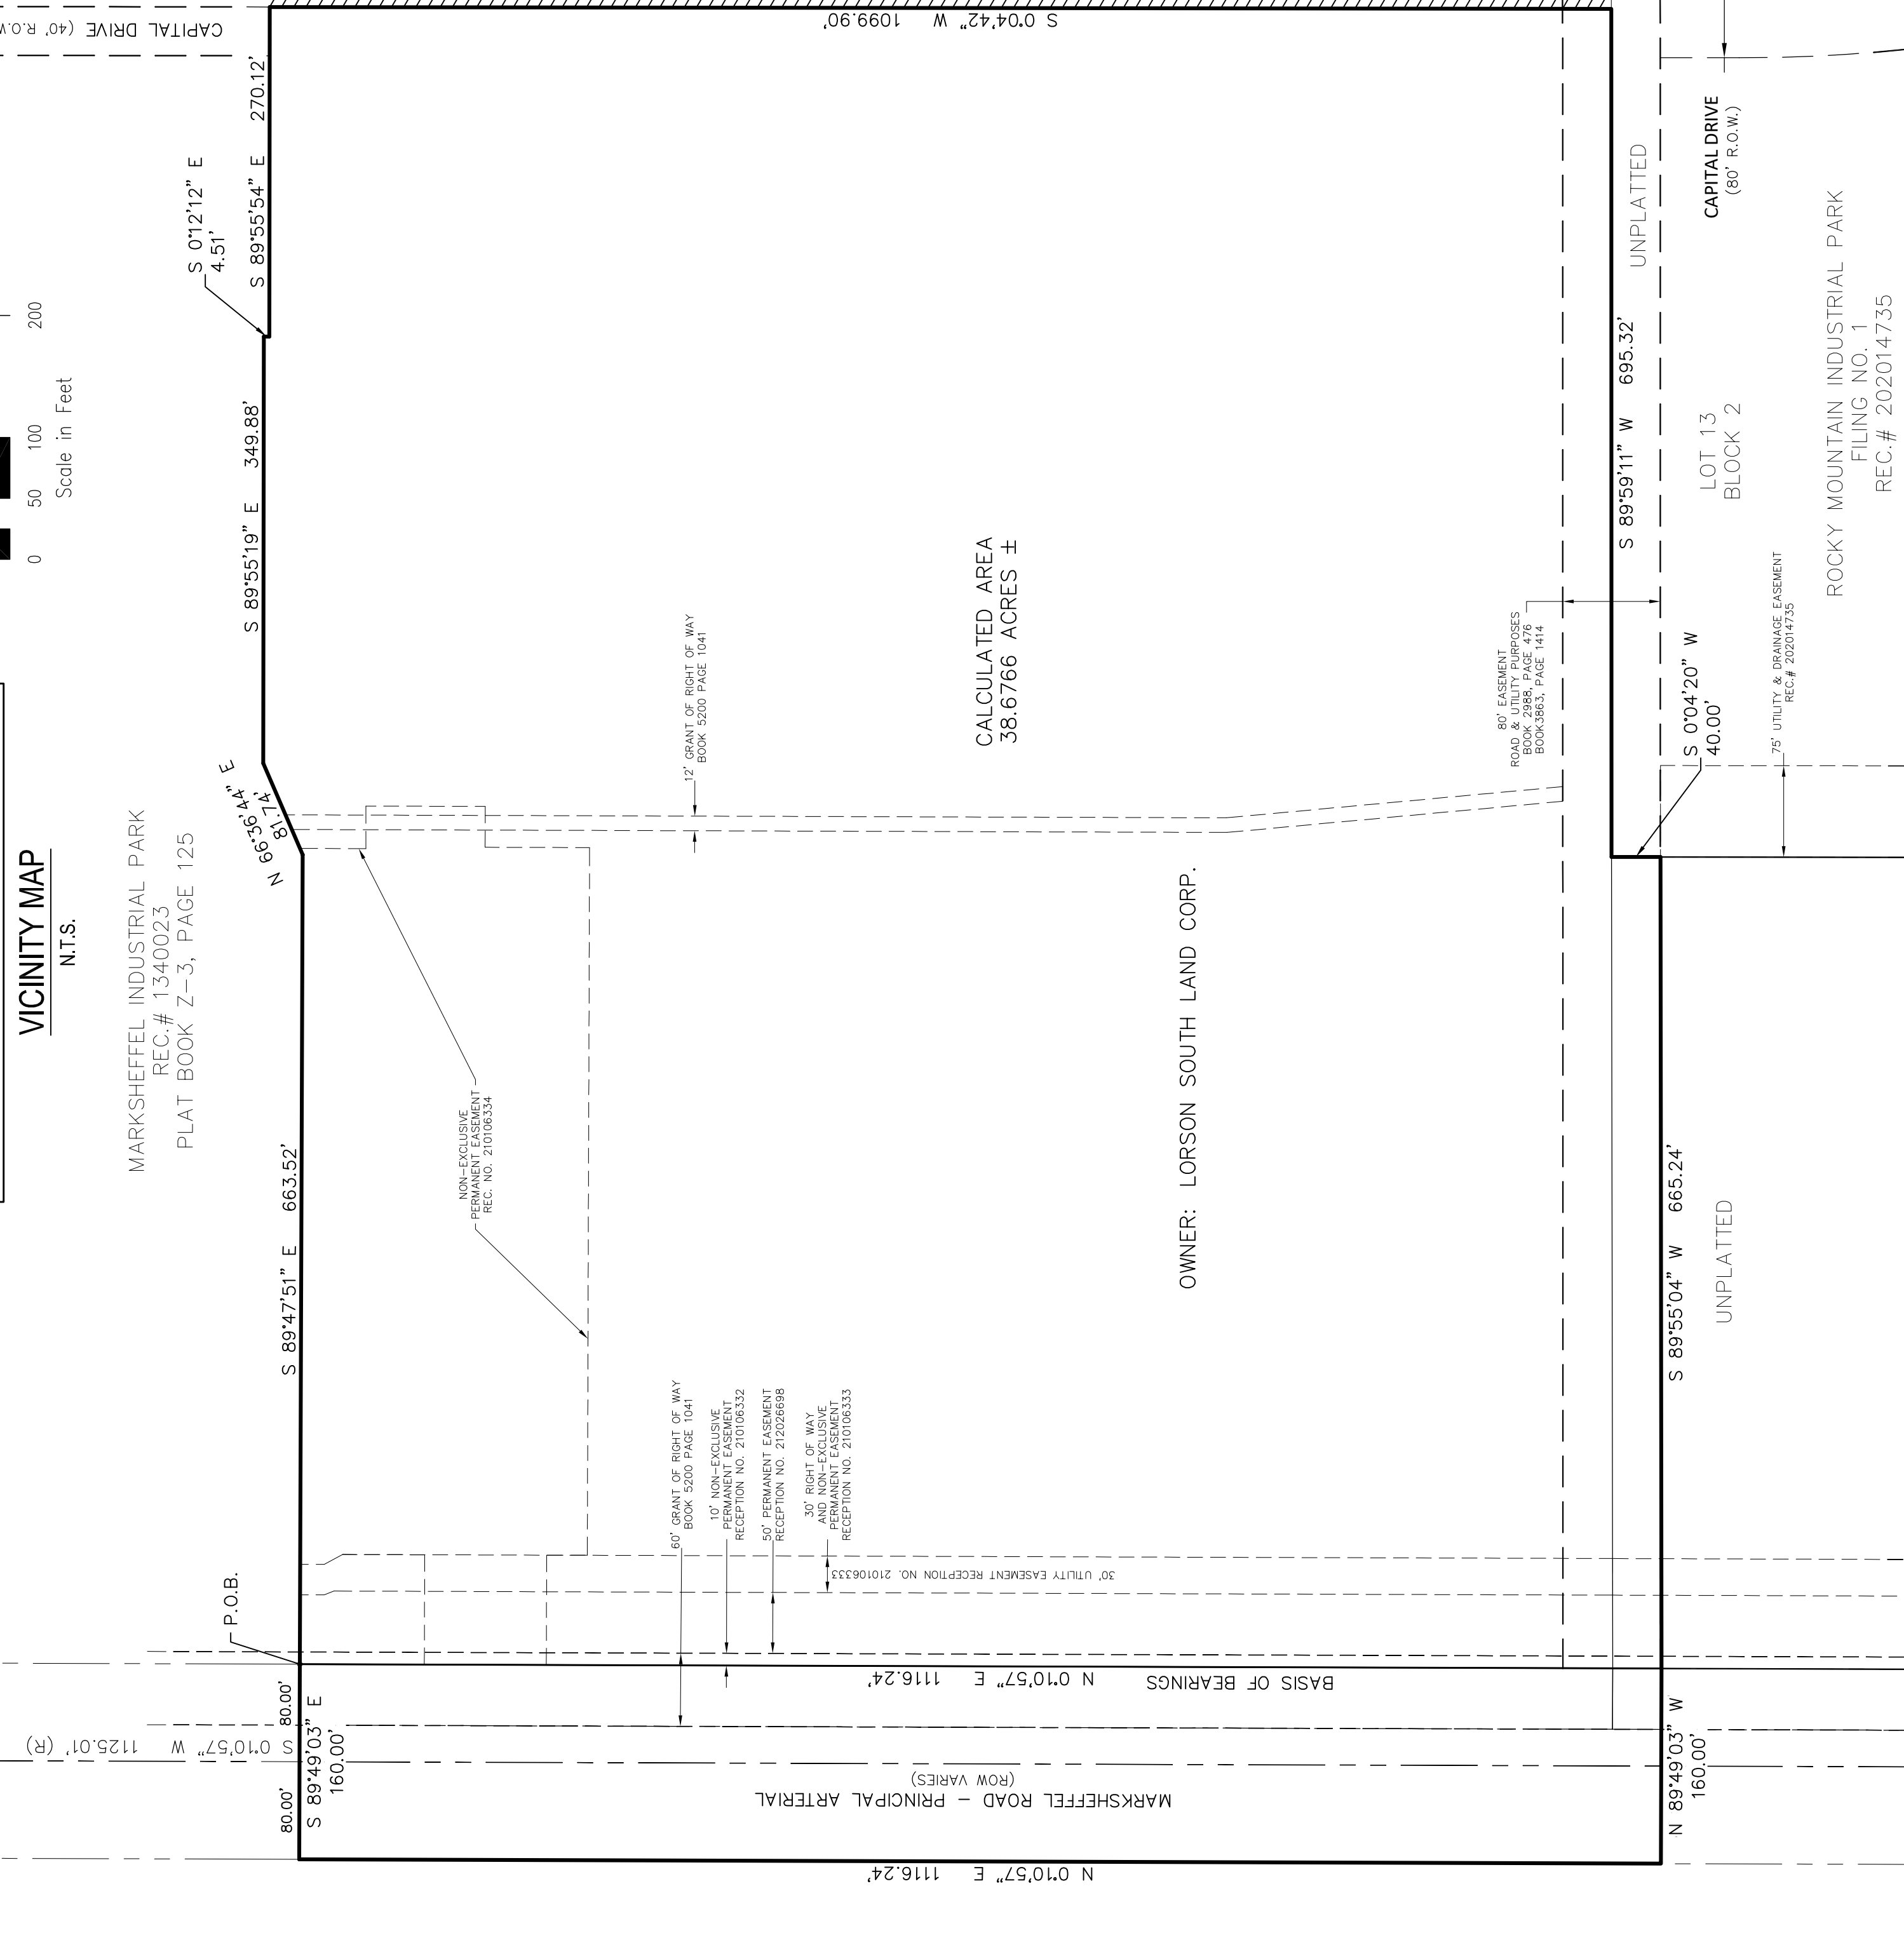 CAPITAL DRIVE (40' R.O.W
0 50 100 200
Scale in Feet
VICINITY MAP
N.T.S.
MARKSHEFFEL INDUSTRIAL PARK
REC.# 1340023
PLAT BOOK Z-3, PAGE 125
P.O.B.
80.00' 80.00'
S 89°49'03" E
160.00'
S 0°10'57" W 1125.01' (R)
S 89°47'51" E 663.52'
N 66°36'44" E
81.74'
S 89°55'19" E 349.88'
S 0°12'12" E
4.51'
S 89°55'54" E 270.12'
S 0°04'42" W 1099.90'
NON-EXCLUSIVE
PERMANENT EASEMENT
REC. NO. 210106334
12' GRANT OF RIGHT OF WAY
BOOK 5200 PAGE 1041
60' GRANT OF RIGHT OF WAY
BOOK 5200 PAGE 1041
10' NON-EXCLUSIVE
PERMANENT EASEMENT
RECEPTION NO. 210106332
50' PERMANENT EASEMENT
RECEPTION NO. 212026698
30' RIGHT OF WAY
AND NON-EXCLUSIVE
PERMANENT EASEMENT
RECEPTION NO. 210106333
30' UTILITY EASEMENT RECEPTION NO. 210106333
CALCULATED AREA
38.6766 ACRES ±
OWNER: LORSON SOUTH LAND CORP.
BASIS OF BEARINGS N 0°10'57" E 1116.24'
MARKSHEFFEL ROAD - PRINCIPAL ARTERIAL
(ROW VARIES)
N 0°10'57" E 1116.24'
80' EASEMENT
ROAD & UTILITY PURPOSES
BOOK 2988, PAGE 476
BOOK3863, PAGE 1414
S 89°59'11" W 695.32'
UNPLATTED
S 0°04'20" W
40.00'
S 89°55'04" W 665.24'
UNPLATTED
N 89°49'03" W
160.00'
CAPITAL DRIVE
(80' R.O.W.)
LOT 13
BLOCK 2
75' UTILITY & DRAINAGE EASEMENT
REC.# 202014735
ROCKY MOUNTAIN INDUSTRIAL PARK
FILING NO. 1
REC.# 202014735